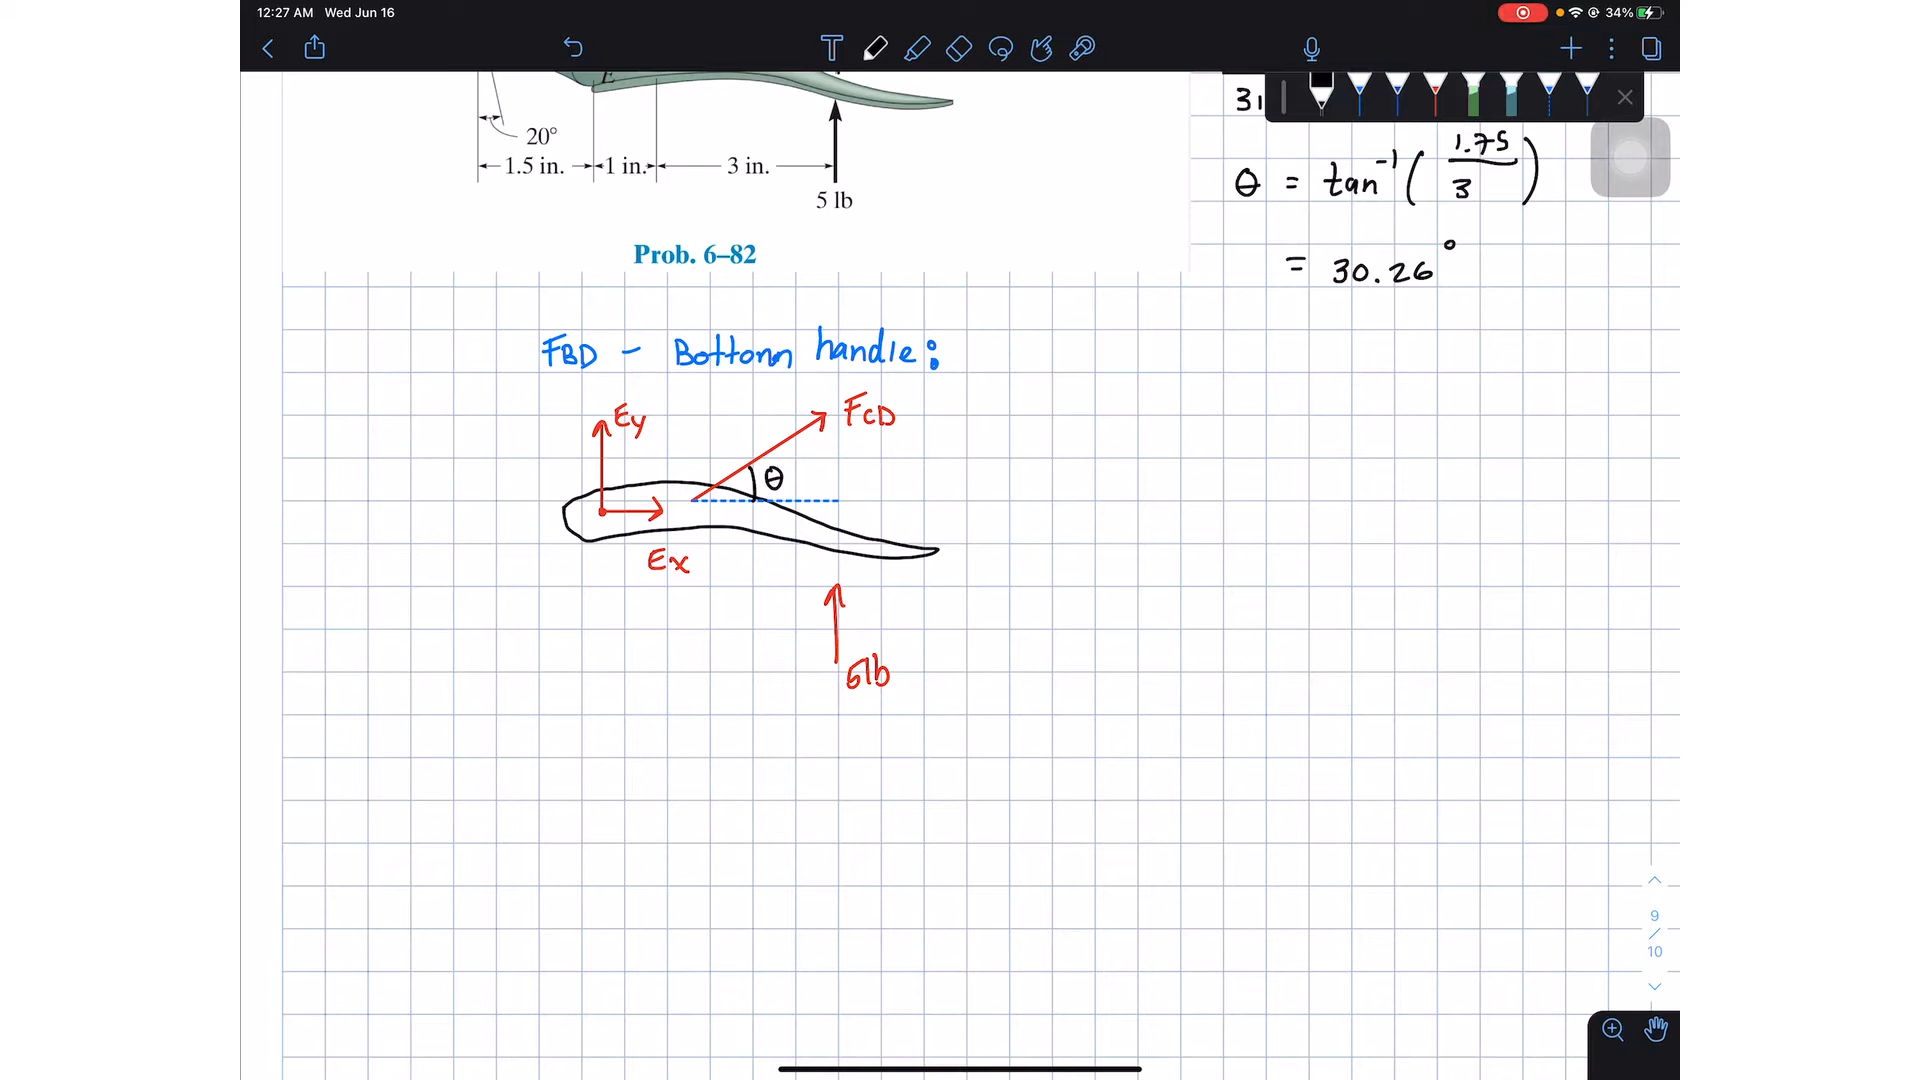 12:27 AM Wed Jun 16
34%
E
20°
1.5 in. 1 in. 3 in.
5 lb
Prob. 6–82
θ = tan⁻¹ ( 1.75 / 3 )
= 30.26°
FBD - Bottom handle:
Ey
FCD
θ
Ex
5lb
9
/
10